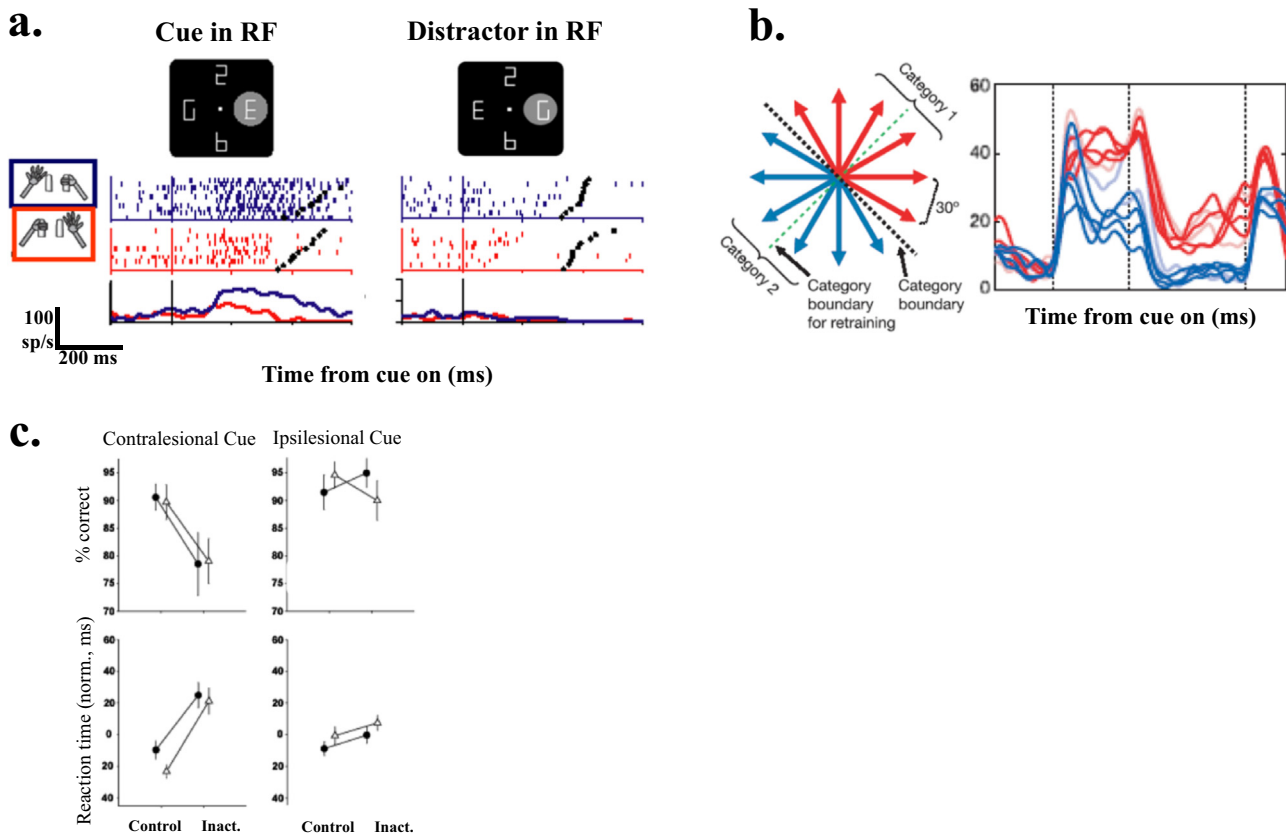 a.
Cue in RF
Distractor in RF
2
G
E
6
2
E
G
6
100
sp/s
200 ms
Time from cue on (ms)
b.
Category 1
30°
Category 2
Category
boundary
for retraining
Category
boundary
60
40
20
0
Time from cue on (ms)
c.
Contralesional Cue
Ipsilesional Cue
% correct
95
90
85
80
75
70
95
90
85
80
75
70
Reaction time (norm., ms)
60
40
20
0
20
40
60
40
20
0
20
40
Control
Inact.
Control
Inact.